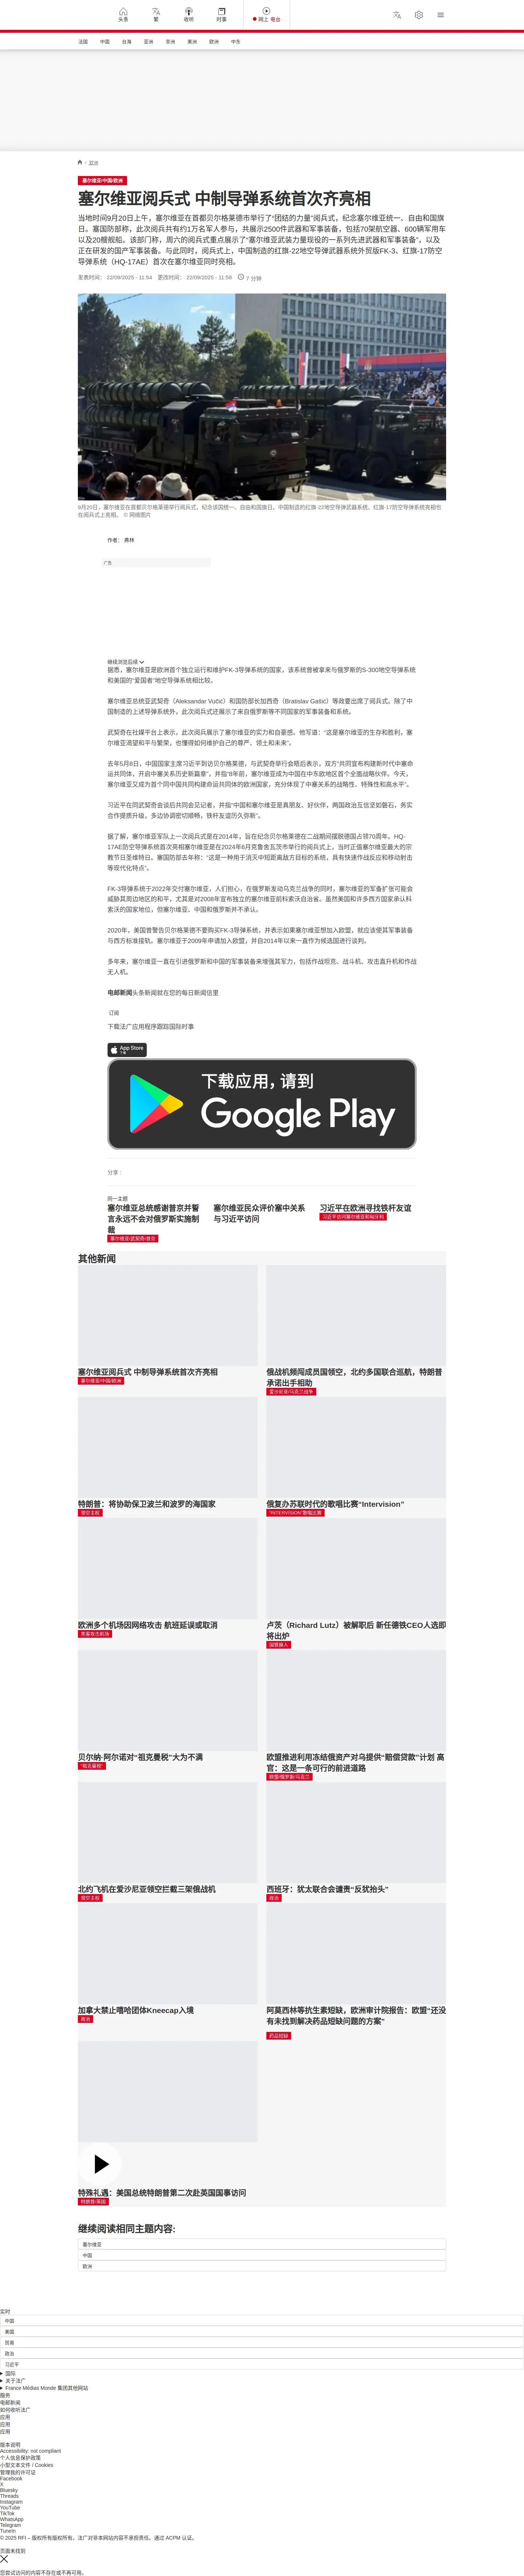 头条
繁
收听
时事
网上 电台
法国
中国
台海
亚洲
非洲
美洲
欧洲
中东
/ 欧洲
塞尔维亚/中国/欧洲
塞尔维亚阅兵式 中制导弹系统首次齐亮相
当地时间9月20日上午，塞尔维亚在首都贝尔格莱德市举行了“团结的力量”阅兵式，纪念塞尔维亚统一、自由和国旗
日。塞国防部称，此次阅兵共有约1万名军人参与，共展示2500件武器和军事装备，包括70架航空器、600辆军用车
以及20艘舰船。该部门称，周六的阅兵式重点展示了“塞尔维亚武装力量现役的一系列先进武器和军事装备”，以及
正在研发的国产军事装备。与此同时，阅兵式上，中国制造的红旗-22地空导弹武器系统外贸版FK-3、红旗-17防空
导弹系统（HQ-17AE）首次在塞尔维亚同时亮相。
发表时间： 22/09/2025 - 11:54 更改时间： 22/09/2025 - 11:56 7 分钟
9月20日，塞尔维亚在首都贝尔格莱德举行阅兵式，纪念该国统一、自由和国旗日。中国制造的红旗-22地空导弹武器系统、红旗-17防空导弹系统亮相也
在阅兵式上亮相。 © 网络图片
作者： 弗林
广告
继续浏览后续
据悉，塞尔维亚是欧洲首个独立运行和维护FK-3导弹系统的国家，该系统曾被拿来与俄罗斯的S-300地空导弹系统
和美国的“爱国者”地空导弹系统相比较。
塞尔维亚总统亚武契奇（Aleksandar Vučić）和国防部长加西奇（Bratislav Gašić）等政要出席了阅兵式。除了中
国制造的上述导弹系统外，此次阅兵式还展示了来自俄罗斯等不同国家的军事装备和系统。
武契奇在社媒平台上表示，此次阅兵展示了塞尔维亚的实力和自豪感。他写道：“这是塞尔维亚的生存和胜利，塞
尔维亚渴望和平与繁荣，也懂得如何维护自己的尊严、领土和未来”。
去年5月8日，中国国家主席习近平到访贝尔格莱德，与武契奇举行会晤后表示，双方“共同宣布构建新时代中塞命
运共同体，开启中塞关系历史新篇章”，并指“8年前，塞尔维亚成为中国在中东欧地区首个全面战略伙伴。今天，
塞尔维亚又成为首个同中国共同构建命运共同体的欧洲国家，充分体现了中塞关系的战略性、特殊性和高水平”。
习近平在同武契奇会谈后共同会见记者，并指“中国和塞尔维亚是真朋友、好伙伴，两国政治互信坚如磐石，务实
合作提质升级，多边协调密切顺畅，铁杆友谊历久弥新”。
据了解，塞尔维亚军队上一次阅兵式是在2014年，旨在纪念贝尔格莱德在二战期间摆脱德国占领70周年。HQ-
17AE防空导弹系统首次亮相塞尔维亚是在2024年6月克鲁舍瓦茨市举行的阅兵式上，当时正值塞尔维亚最大的宗
教节日圣维特日。塞国防部去年称：“这是一种用于消灭中短距离敌方目标的系统，具有快速作战反应和移动射击
等现代化特点”。
FK-3导弹系统于2022年交付塞尔维亚，人们担心，在俄罗斯发动乌克兰战争的同时，塞尔维亚的军备扩张可能会
威胁其周边地区的和平，尤其是对2008年宣布独立的塞尔维亚前科索沃自治省。虽然美国和许多西方国家承认科
索沃的国家地位，但塞尔维亚、中国和俄罗斯并不承认。
2020年，美国曾警告贝尔格莱德不要购买FK-3导弹系统，并表示如果塞尔维亚想加入欧盟，就应该使其军事装备
与西方标准接轨。塞尔维亚于2009年申请加入欧盟，并自2014年以来一直作为候选国进行谈判。
多年来，塞尔维亚一直在引进俄罗斯和中国的军事装备来增强其军力，包括作战坦克、战斗机、攻击直升机和作战
无人机。
电邮新闻头条新闻就在您的每日新闻信里
订阅
下载法广应用程序跟踪国际时事
App Store
下载
下载应用，请到
Google Play
分享 :
同一主题
塞尔维亚总统感谢普京并誓
言永远不会对俄罗斯实施制
裁
塞尔维亚/武契奇/普京
塞尔维亚民众评价塞中关系
与习近平访问
习近平在欧洲寻找铁杆友谊
习近平访问塞尔维亚和匈牙利
其他新闻
塞尔维亚阅兵式 中制导弹系统首次齐亮相
塞尔维亚/中国/欧洲
俄战机频闯成员国领空，北约多国联合巡航，特朗普
承诺出手相助
爱沙尼亚/乌克兰战争
特朗普：将协助保卫波兰和波罗的海国家
领空主权
俄复办苏联时代的歌唱比赛“Intervision”
“INTERVISION”歌唱比赛
欧洲多个机场因网络攻击 航班延误或取消
黑客攻击机场
卢茨（Richard Lutz）被解职后 新任德铁CEO人选即
将出炉
国铁换人
贝尔纳·阿尔诺对“祖克曼税”大为不满
“祖克曼税”
欧盟推进利用冻结俄资产对乌提供“赔偿贷款”计划 高
官：这是一条可行的前进道路
欧盟/俄罗斯/乌克兰
北约飞机在爱沙尼亚领空拦截三架俄战机
领空主权
西班牙：犹太联合会谴责“反犹抬头”
政治
加拿大禁止嘻哈团体Kneecap入境
政治
阿莫西林等抗生素短缺，欧洲审计院报告：欧盟“还没
有未找到解决药品短缺问题的方案”
药品短缺
特殊礼遇：美国总统特朗普第二次赴英国国事访问
特朗普/英国
继续阅读相同主题内容:
塞尔维亚
中国
欧洲
实时
中国
美国
贸易
政治
习近平
国际
关于法广
France Médias Monde 集团其他网站
服务
电邮新闻
如何收听法广
应用
应用
应用
版本说明
Accessibility: not compliant
个人信息保护政策
小型文本文件 / Cookies
管理我的许可证
Facebook
X
Bluesky
Threads
Instagram
YouTube
TikTok
WhatsApp
Telegram
TuneIn
© 2025 RFI – 版权所有版权所有。法广对非本网站内容不承担责任。通过 ACPM 认证。
页面未找到
您尝试访问的内容不存在或不再可用。